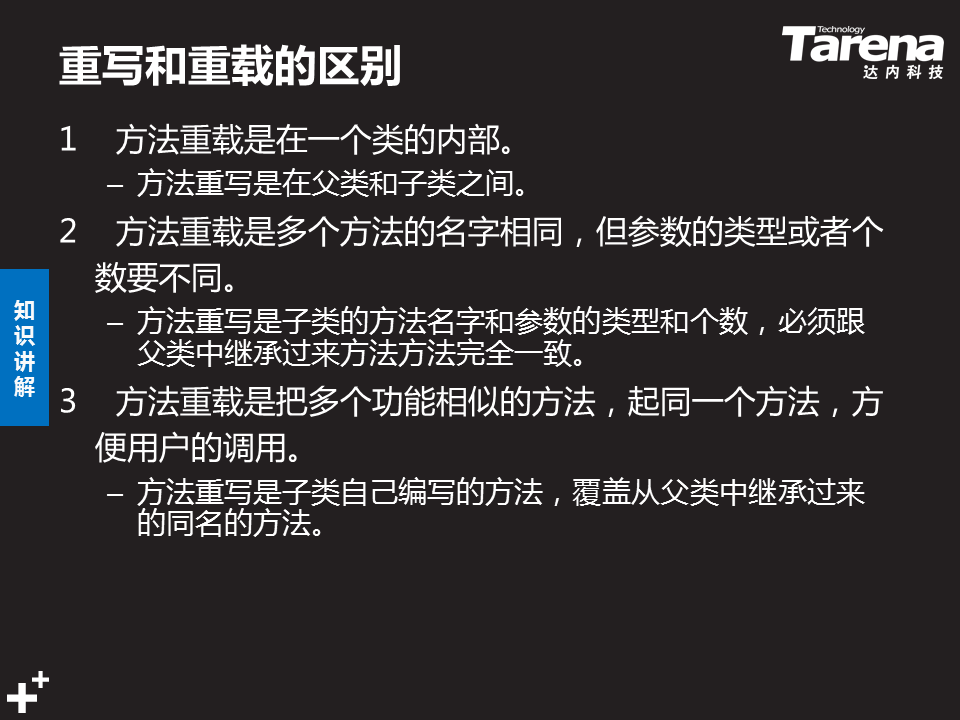 重写和重载的区别
Technology
Tarena
达内科技
1 方法重载是在一个类的内部。
– 方法重写是在父类和子类之间。
2 方法重载是多个方法的名字相同，但参数的类型或者个
数要不同。
– 方法重写是子类的方法名字和参数的类型和个数，必须跟
父类中继承过来方法方法完全一致。
3 方法重载是把多个功能相似的方法，起同一个方法，方
便用户的调用。
– 方法重写是子类自己编写的方法，覆盖从父类中继承过来
的同名的方法。
知
识
讲
解